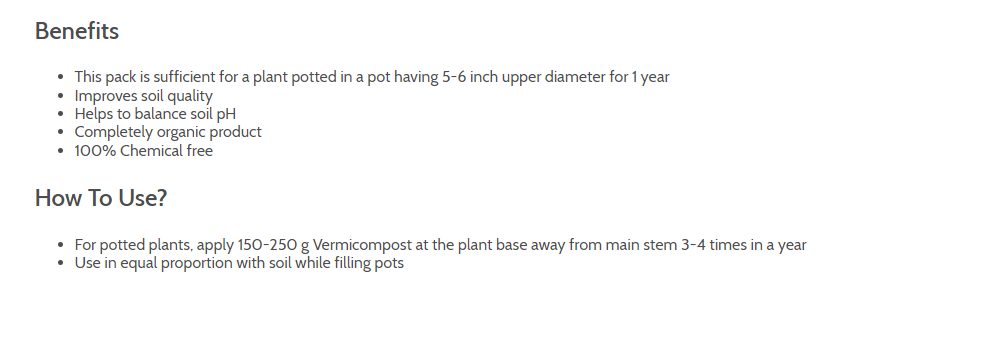 Benefits
• This pack is sufficient for a plant potted in a pot having 5-6 inch upper diameter for 1 year
• Improves soil quality
• Helps to balance soil pH
• Completely organic product
• 100% Chemical free
How To Use?
• For potted plants, apply 150-250 g Vermicompost at the plant base away from main stem 3-4 times in a year
• Use in equal proportion with soil while filling pots